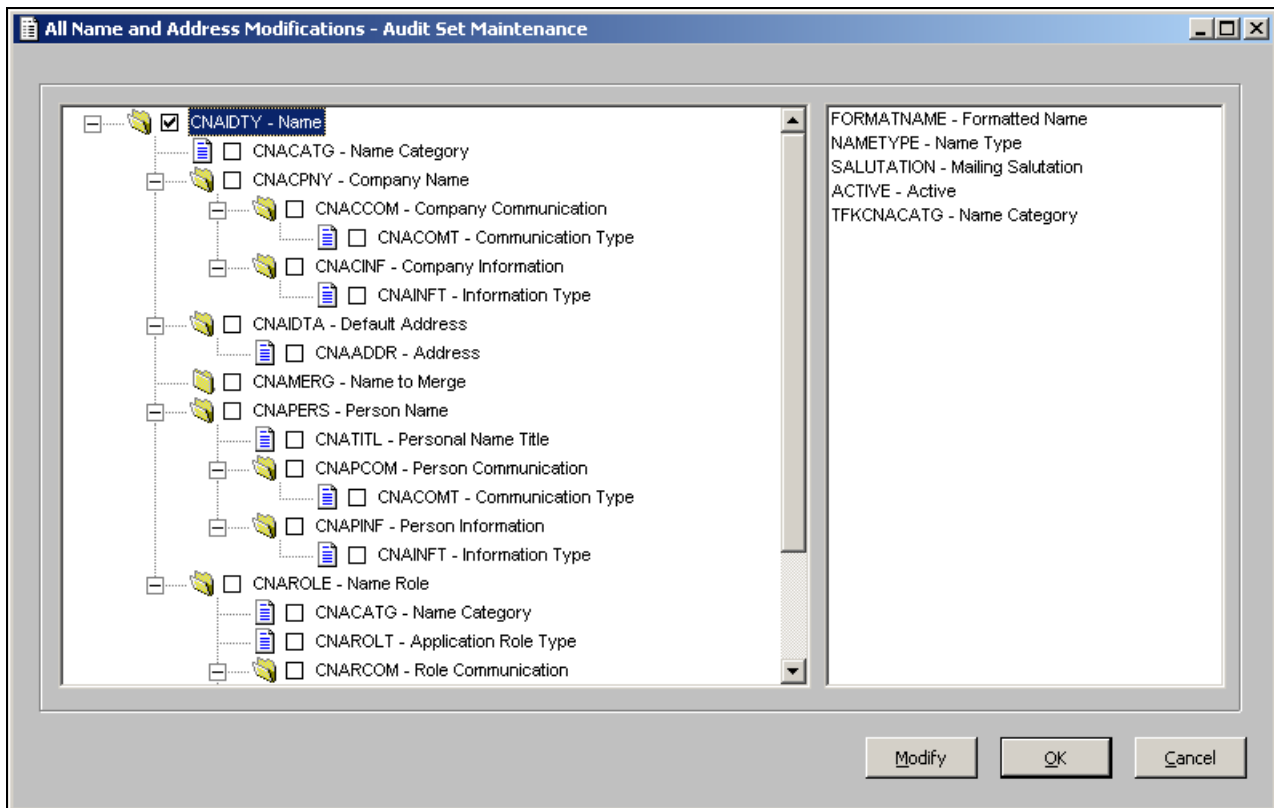 All Name and Address Modifications - Audit Set Maintenance
CNAIDTY - Name
CNACATG - Name Category
CNACPNY - Company Name
CNACCOM - Company Communication
CNACOMT - Communication Type
CNACINF - Company Information
CNAINFT - Information Type
CNAIDTA - Default Address
CNAADDR - Address
CNAMERG - Name to Merge
CNAPERS - Person Name
CNATITL - Personal Name Title
CNAPCOM - Person Communication
CNACOMT - Communication Type
CNAPINF - Person Information
CNAINFT - Information Type
CNAROLE - Name Role
CNACATG - Name Category
CNAROLT - Application Role Type
CNARCOM - Role Communication
FORMATNAME - Formatted Name
NAMETYPE - Name Type
SALUTATION - Mailing Salutation
ACTIVE - Active
TFKCNACATG - Name Category
Modify
OK
Cancel